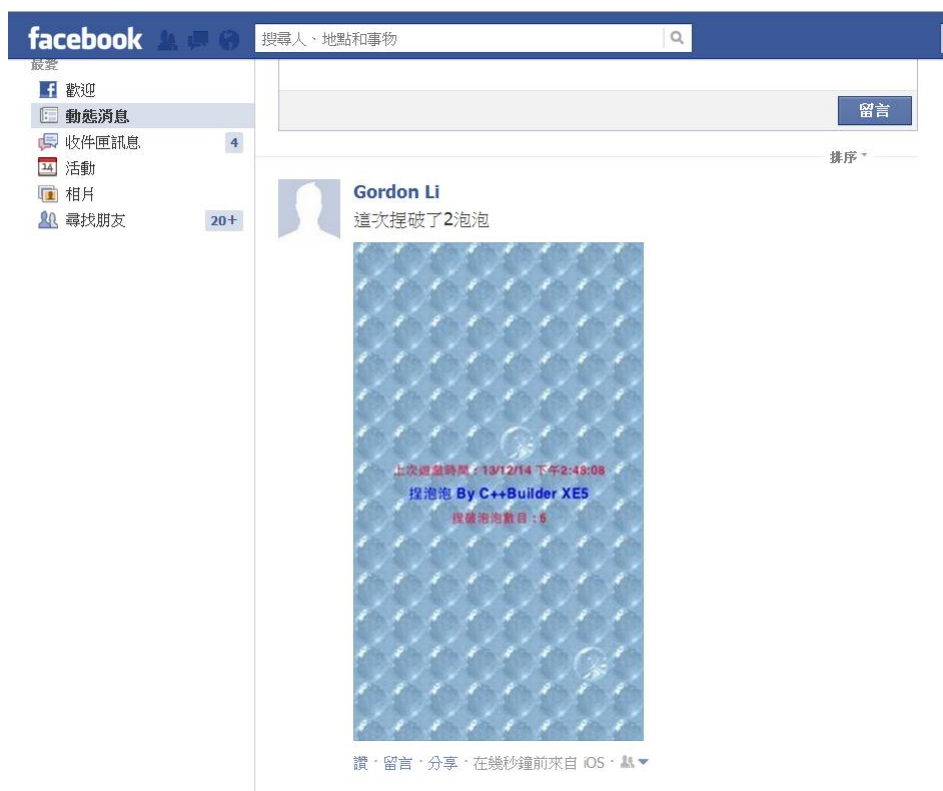 facebook
搜尋人、地點和事物
最愛
歡迎
動態消息
收件匣訊息 4
14
活動
相片
尋找朋友 20+
留言
排序
Gordon Li
這次捏破了2泡泡
上次遊戲時間：13/12/14 下午2:48:08
捏泡泡 By C++Builder XE5
捏破泡泡數目：5
讚 · 留言 · 分享 · 在幾秒鐘前來自 iOS ·